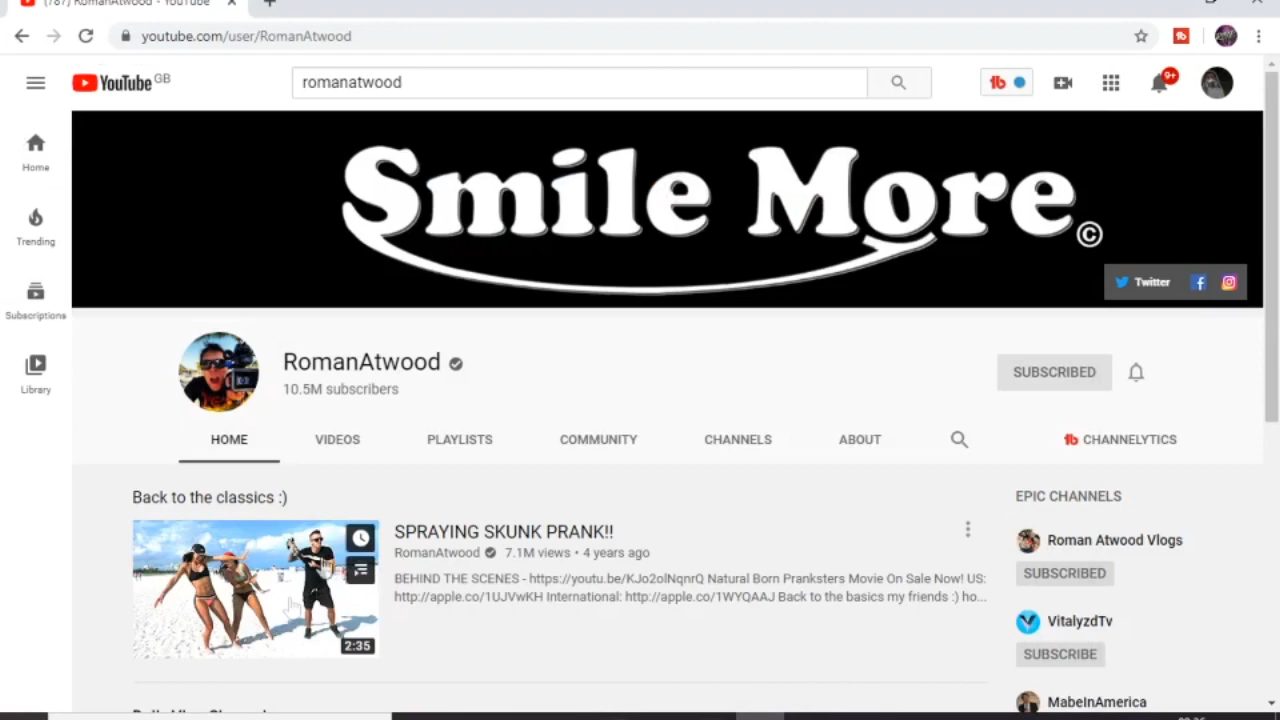 (787) RomanAtwood - YouTube
youtube.com/user/RomanAtwood
YouTube GB
romanatwood
9+
Home
Trending
Subscriptions
Library
Smile More
©
Twitter
RomanAtwood
10.5M subscribers
SUBSCRIBED
HOME VIDEOS PLAYLISTS COMMUNITY CHANNELS ABOUT CHANNELYTICS
Back to the classics :)
SPRAYING SKUNK PRANK!!
RomanAtwood 7.1M views • 4 years ago
BEHIND THE SCENES - https://youtu.be/KJo2olNqnrQ Natural Born Pranksters Movie On Sale Now! US:
http://apple.co/1UJVwKH International: http://apple.co/1WYQAAJ Back to the basics my friends :) ho...
2:35
EPIC CHANNELS
Roman Atwood Vlogs
SUBSCRIBED
VitalyzdTv
SUBSCRIBE
MabeInAmerica